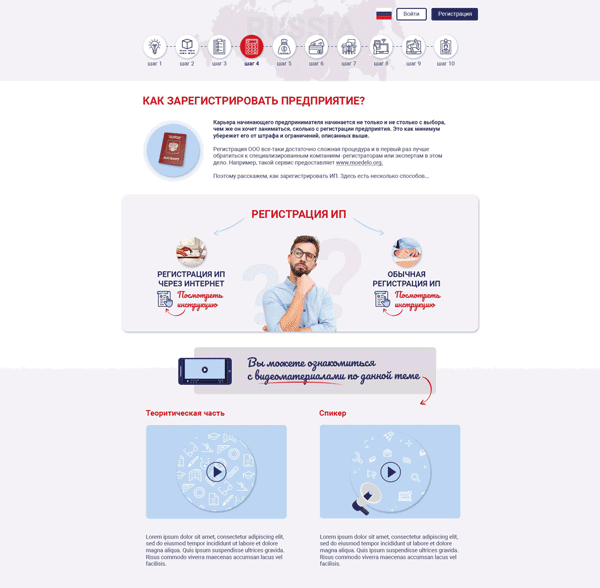 RUSSIA
Войти
Регистрация
шаг 1
шаг 2
шаг 3
шаг 4
шаг 5
шаг 6
шаг 7
шаг 8
шаг 9
шаг 10
КАК ЗАРЕГИСТРИРОВАТЬ ПРЕДПРИЯТИЕ?
Карьера начинающего предпринимателя начинается не только и не столько с выбора,
чем же он хочет заниматься, сколько с регистрации предприятия. Это как минимум
убережет его от штрафа и ограничений, описанных выше.
Регистрация ООО все-таки достаточно сложная процедура и в первый раз лучше
обратиться к специализированным компаниям -регистраторам или экспертам в этом
дело. Например, такой сервис предоставляет www.moedelo.org.
Поэтому расскажем, как зарегистрировать ИП. Здесь есть несколько способов...
РЕГИСТРАЦИЯ ИП
РЕГИСТРАЦИЯ ИП
ЧЕРЕЗ ИНТЕРНЕТ
Посмотреть
инструкцию
ОБЫЧНАЯ
РЕГИСТРАЦИЯ ИП
Посмотреть
инструкцию
Вы можете ознакомиться
с видеоматериалами по данной теме
Теоритическая часть
Спикер
Lorem ipsum dolor sit amet, consectetur adipiscing elit,
sed do eiusmod tempor incididunt ut labore et dolore
magna aliqua. Quis ipsum suspendisse ultrices gravida.
Risus commodo viverra maecenas accumsan lacus vel
facilisis.
Lorem ipsum dolor sit amet, consectetur adipiscing elit,
sed do eiusmod tempor incididunt ut labore et dolore
magna aliqua. Quis ipsum suspendisse ultrices gravida.
Risus commodo viverra maecenas accumsan lacus vel
facilisis.